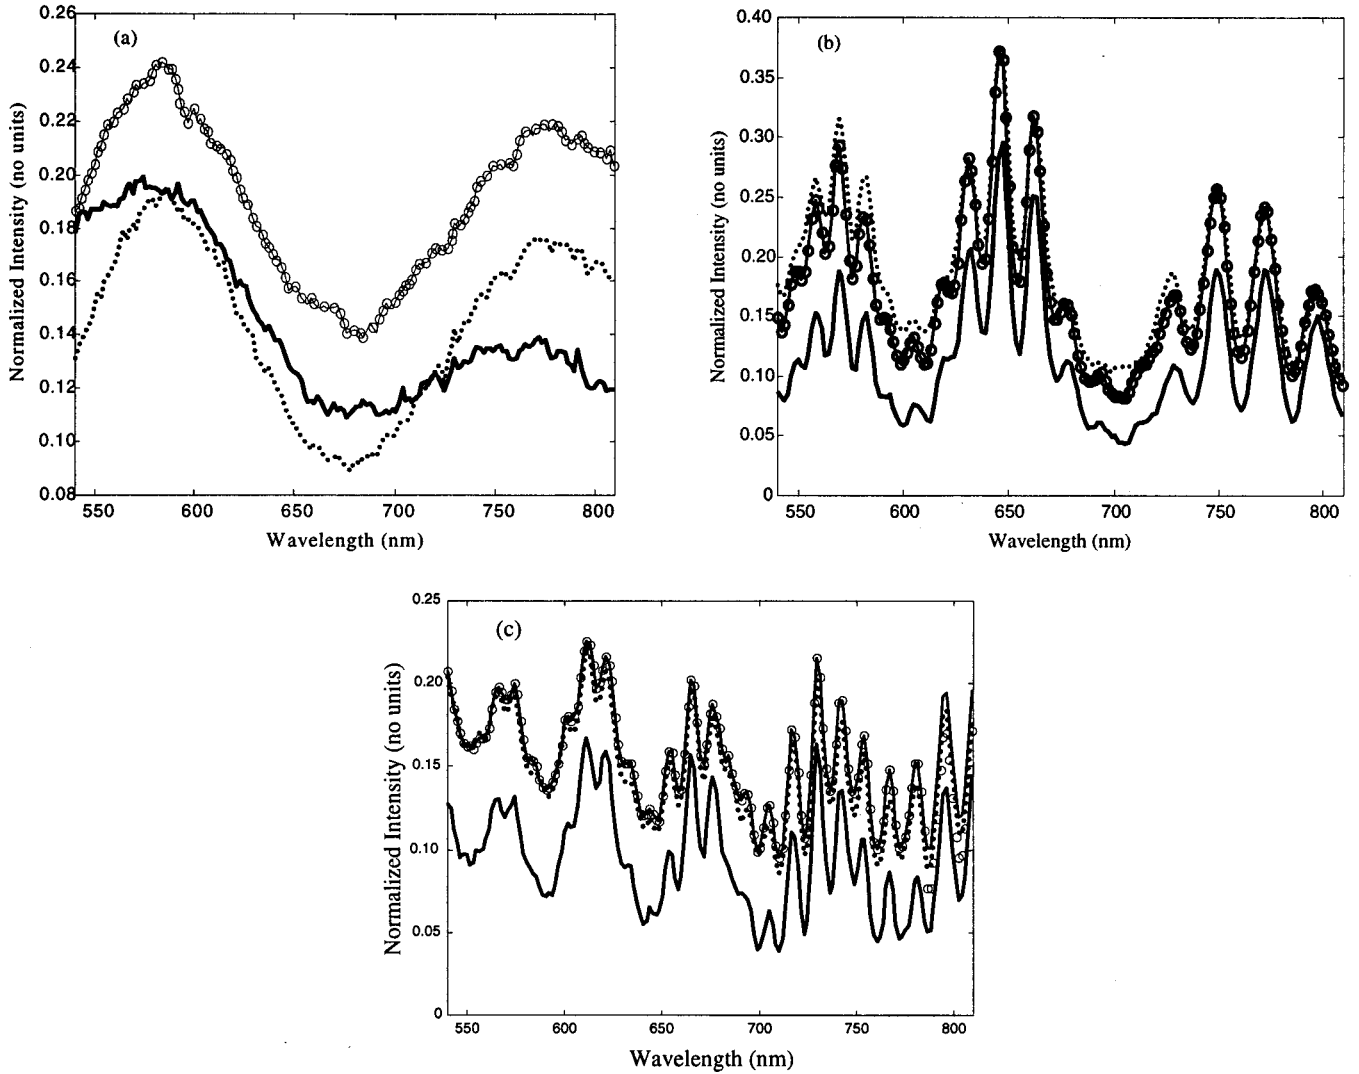 (a)
0.26
0.24
0.22
0.20
0.18
0.16
0.14
0.12
0.10
0.08
550 600 650 700 750 800
Wavelength (nm)
Normalized Intensity (no units)
(b)
0.40
0.35
0.30
0.25
0.20
0.15
0.10
0.05
0
550 600 650 700 750 800
Wavelength (nm)
Normalized Intensity (no units)
(c)
0.25
0.20
0.15
0.10
0.05
0
550 600 650 700 750 800
Wavelength (nm)
Normalized Intensity (no units)